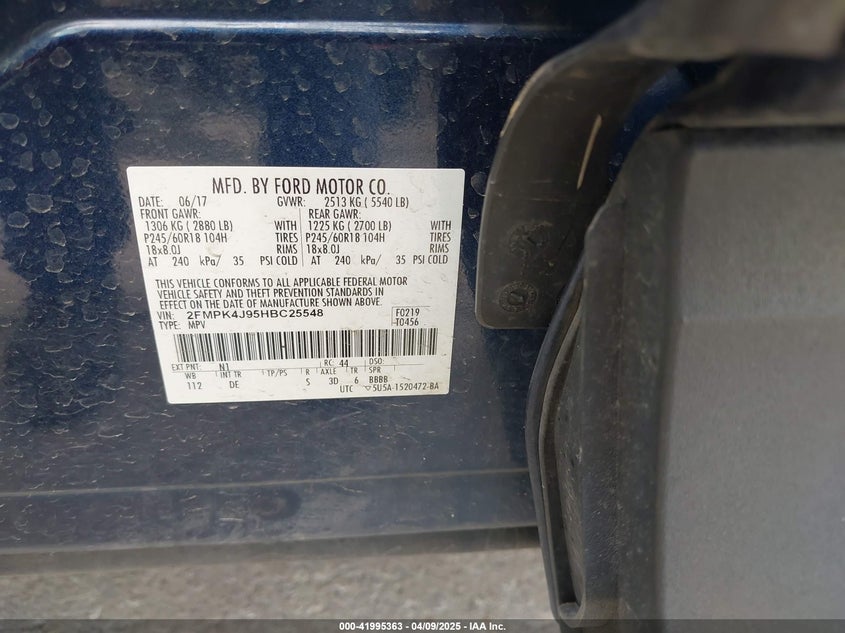 MFD. BY FORD MOTOR CO.
DATE: 06/17 GVWR: 2513 KG ( 5540 LB)
FRONT GAWR: REAR GAWR:
1306 KG ( 2880 LB) WITH 1225 KG ( 2700 LB) WITH
P245/60R18 104H TIRES P245/60R18 104H TIRES
18x8.0J RIMS 18x8.0J RIMS
AT 240 kPa/ 35 PSI COLD AT 240 kPa/ 35 PSI COLD
THIS VEHICLE CONFORMS TO ALL APPLICABLE FEDERAL MOTOR
VEHICLE SAFETY AND THEFT PREVENTION STANDARDS IN
EFFECT ON THE DATE OF MANUFACTURE SHOWN ABOVE.
VIN: 2FMPK4J95HBC25548 F0219
TYPE: MPV T0456
EXT PNT: N1 RC: 44 DSO:
WB INT TR TP/PS R AXLE TR SPR
112 DE 5 3D 6 BBBB
UTC 5U5A-1520472-BA
000-41995363 | 04/09/2025 | IAA Inc.